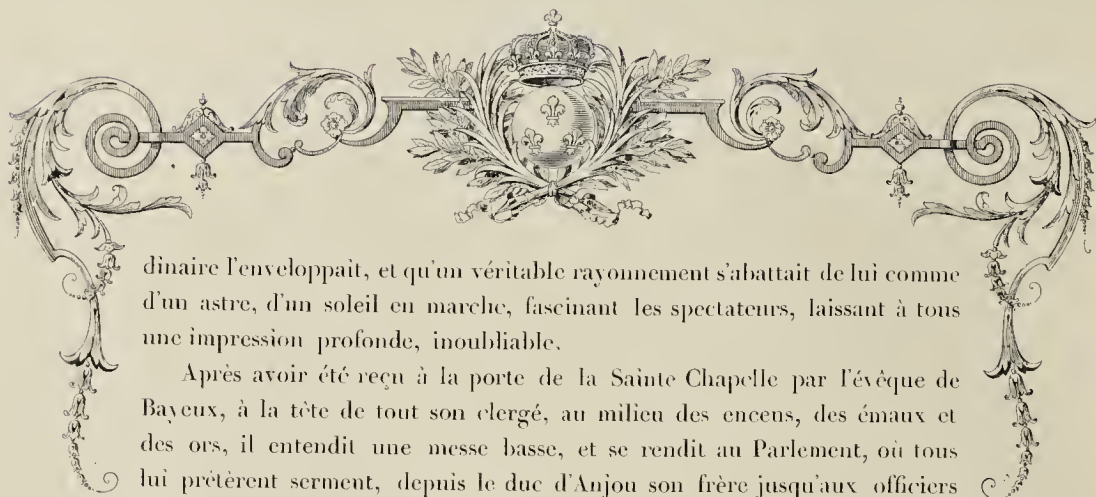 dinaire l'enveloppait, et qu'un véritable rayonnement s'abattait de lui comme
d'un astre, d'un soleil en marche, fascinant les spectateurs, laissant à tous
une impression profonde, inoubliable.
Après avoir été reçu à la porte de la Sainte Chapelle par l'évêque de
Bayeux, à la tête de tout son clergé, au milieu des encens, des émaux et
des ors, il entendit une messe basse, et se rendit au Parlement, où tous
lui prêtèrent serment, depuis le duc d'Anjou son frère jusqu'aux officiers